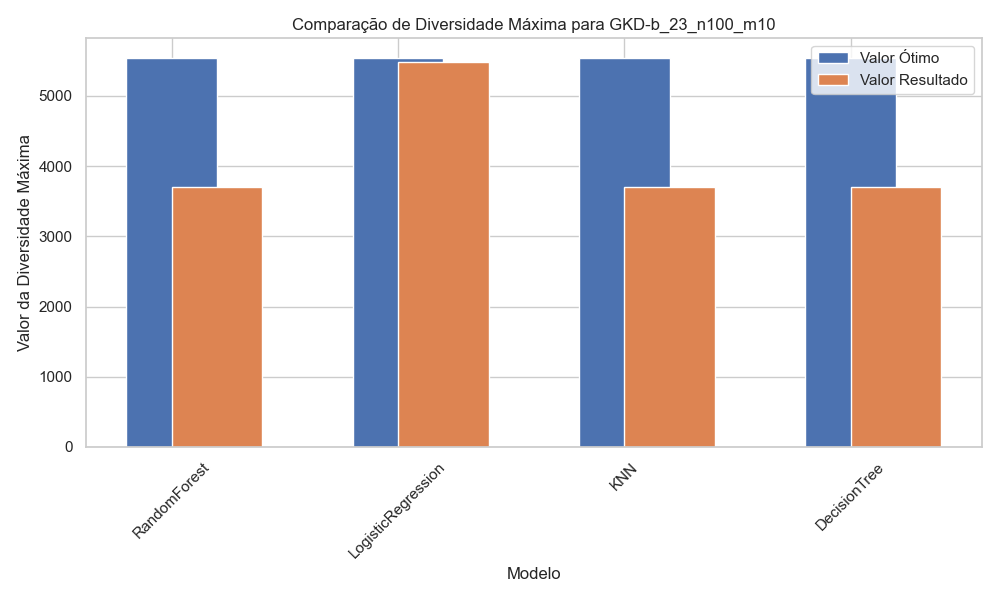 Comparação de Diversidade Máxima para GKD-b_23_n100_m10
Valor Ótimo
Valor Resultado
Valor da Diversidade Máxima
5000
4000
3000
2000
1000
0
RandomForest
LogisticRegression
KNN
DecisionTree
Modelo